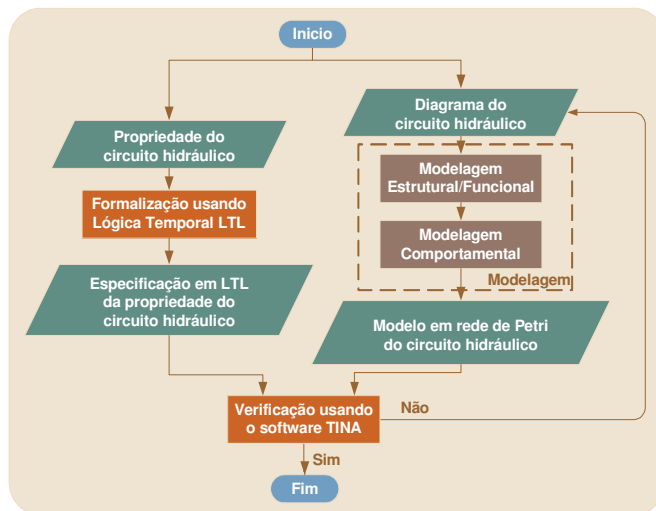 Inicio
Propriedade do
circuito hidráulico
Formalização usando
Lógica Temporal LTL
Especificação em LTL
da propriedade do
circuito hidráulico
Diagrama do
circuito hidráulico
Modelagem
Estrutural/Funcional
Modelagem
Comportamental
Modelagem
Modelo em rede de Petri
do circuito hidráulico
Verificação usando
o software TINA
Não
Sim
Fim